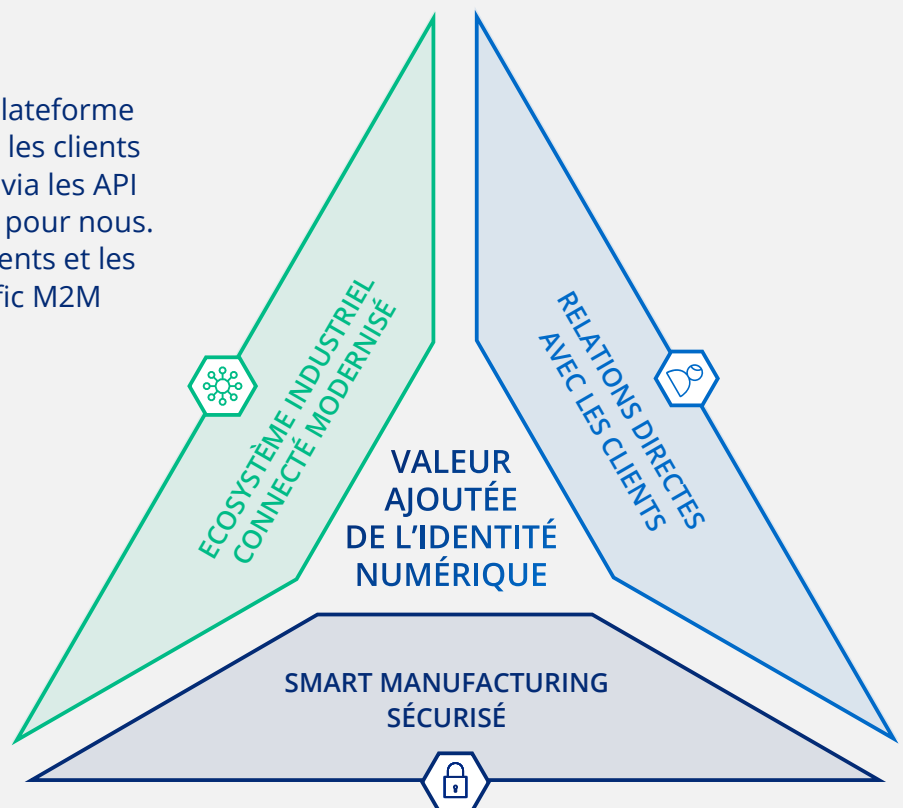 lateforme
les clients
via les API
pour nous.
ents et les
fic M2M
ECOSYSTÈME INDUSTRIEL
CONNECTÉ MODERNISÉ
RELATIONS DIRECTES
AVEC LES CLIENTS
VALEUR
AJOUTÉE
DE L'IDENTITÉ
NUMÉRIQUE
SMART MANUFACTURING
SÉCURISÉ